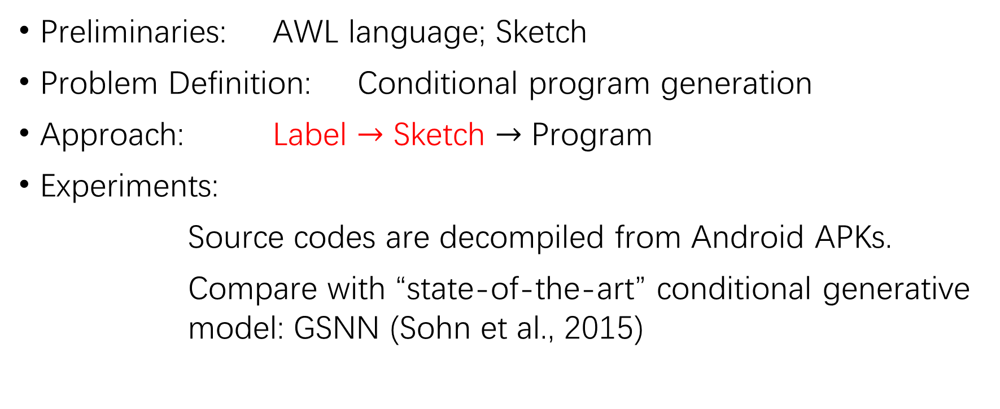 • Preliminaries: AWL language; Sketch
• Problem Definition: Conditional program generation
• Approach: Label → Sketch → Program
• Experiments:
Source codes are decompiled from Android APKs.
Compare with “state-of-the-art” conditional generative
model: GSNN (Sohn et al., 2015)